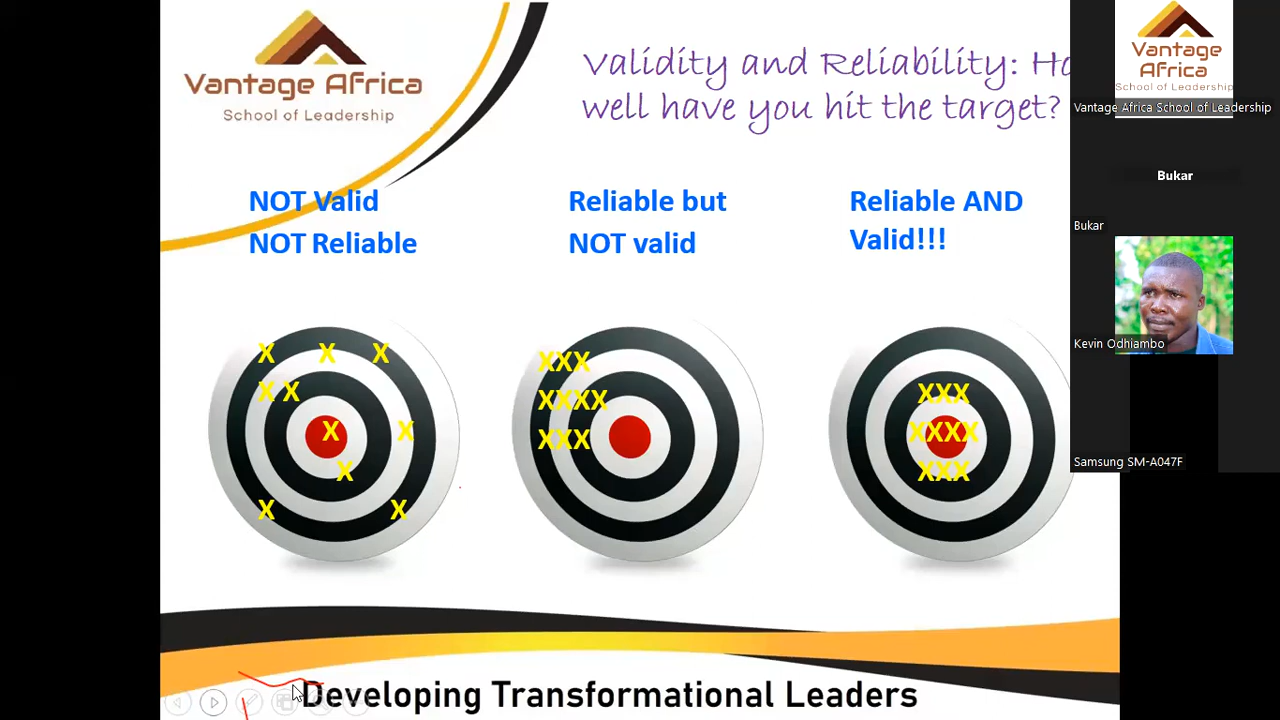 Vantage Africa
School of Leadership
Validity and Reliability: Ho
well have you hit the target?
NOT Valid
NOT Reliable
Reliable but
NOT valid
Reliable AND
Valid!!!
X X X
X X
X X
X
X X
XXX
XXXX
XXX
XXX
XXXX
XXX
Developing Transformational Leaders
Vantage
Africa
School of Leadership
Vantage Africa School of Leadership
Bukar
Bukar
Kevin Odhiambo
Samsung SM-A047F